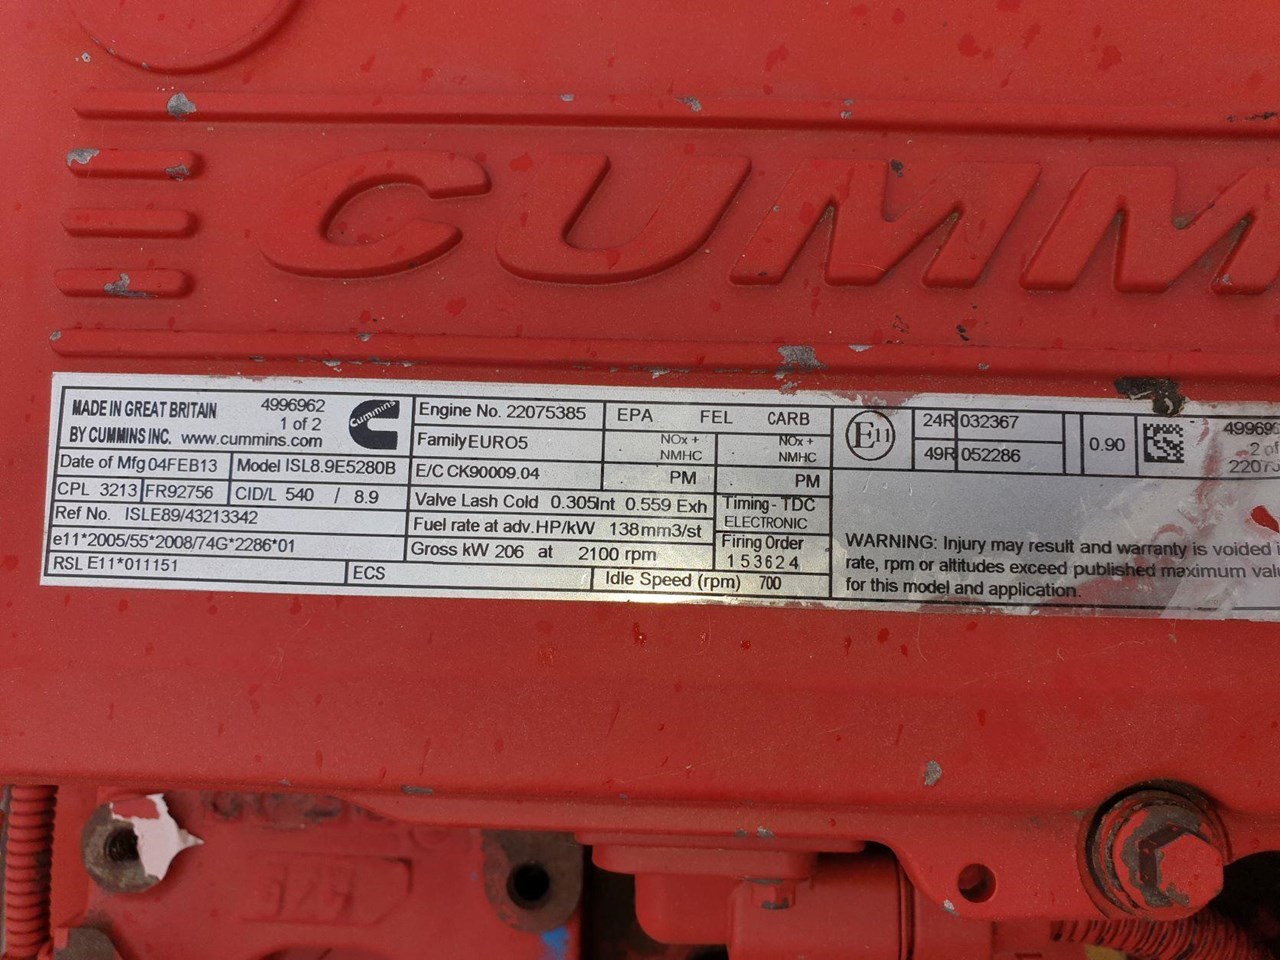 CUMM
MADE IN GREAT BRITAIN 4996962
1 of 2
BY CUMMINS INC. www.cummins.com
Cummins
Engine No. 22075385
Family EURO5
EPA FEL CARB
NOx + NMHC
NOx + NMHC
E11
24R 032367
49R 052286
0.90
2 of
Date of Mfg 04FEB13 Model ISL8.9E5280B
E/C CK90009.04
PM PM
CPL 3213 FR92756 CID/L 540 / 8.9
Valve Lash Cold 0.305Int 0.559 Exh
Timing - TDC
ELECTRONIC
Ref No. ISLE89/43213342
Fuel rate at adv. HP/kW 138mm3/st
Firing Order
153624
e11*2005/55*2008/74G*2286*01
Gross kW 206 at 2100 rpm
RSL E11*011151
ECS
Idle Speed (rpm) 700
WARNING: Injury may result and warranty is voided
rate, rpm or altitudes exceed published maximum
for this model and application.